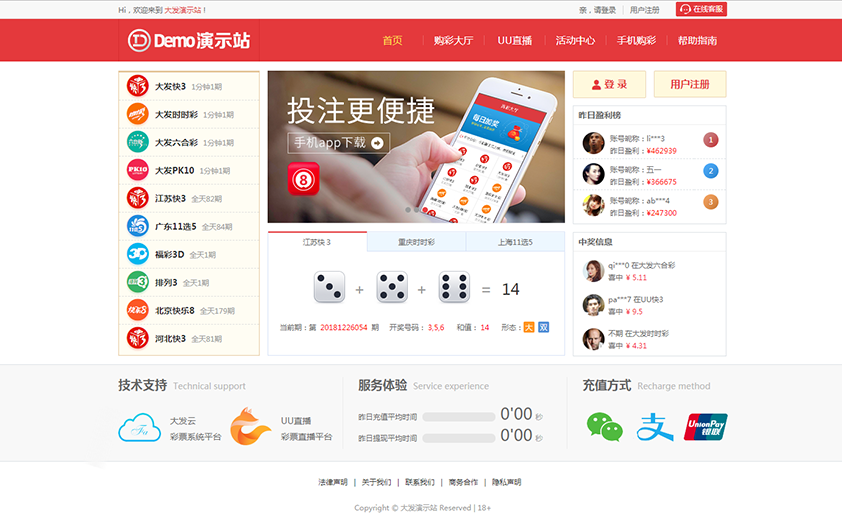 Hi，欢迎来到 大发演示站！
亲，请登录 用户注册 在线客服
Demo演示站
首页 购彩大厅 UU直播 活动中心 手机购彩 帮助指南
大发快3 1分钟1期
大发时时彩 1分钟1期
大发六合彩 1分钟1期
PK10
大发PK10 1分钟1期
江苏快3 全天82期
广东11选5 全天84期
3D
福彩3D 全天1期
排列3 全天1期
北京快乐8 全天179期
河北快3 全天81期
投注更便捷
手机app下载
8
每日加奖
江苏快 3 重庆时时彩 上海11选5
+ + = 14
当前期：第 20181226054 期 开奖号码： 3,5,6 和值： 14 形态： 大 双
登 录 用户注册
昨日盈利榜
账号昵称：li***3
昨日盈利：¥462939
1
账号昵称：五一
昨日盈利：¥366675
2
账号昵称：ab***4
昨日盈利：¥247300
3
中奖信息
qi***0 在大发六合彩
喜中 ¥ 5.11
pa***7 在UU快3
喜中 ¥ 9.5
不期 在大发时时彩
喜中 ¥ 4.31
技术支持 Technical support
大发云
彩票系统平台
UU直播
彩票直播平台
服务体验 Service experience
昨日充值平均时间 0'00 秒
昨日提现平均时间 0'00 秒
充值方式 Recharge method
支
UnionPay
银联
法律声明 | 关于我们 | 联系我们 | 商务合作 | 隐私声明
Copyright © 大发演示站 Reserved | 18+